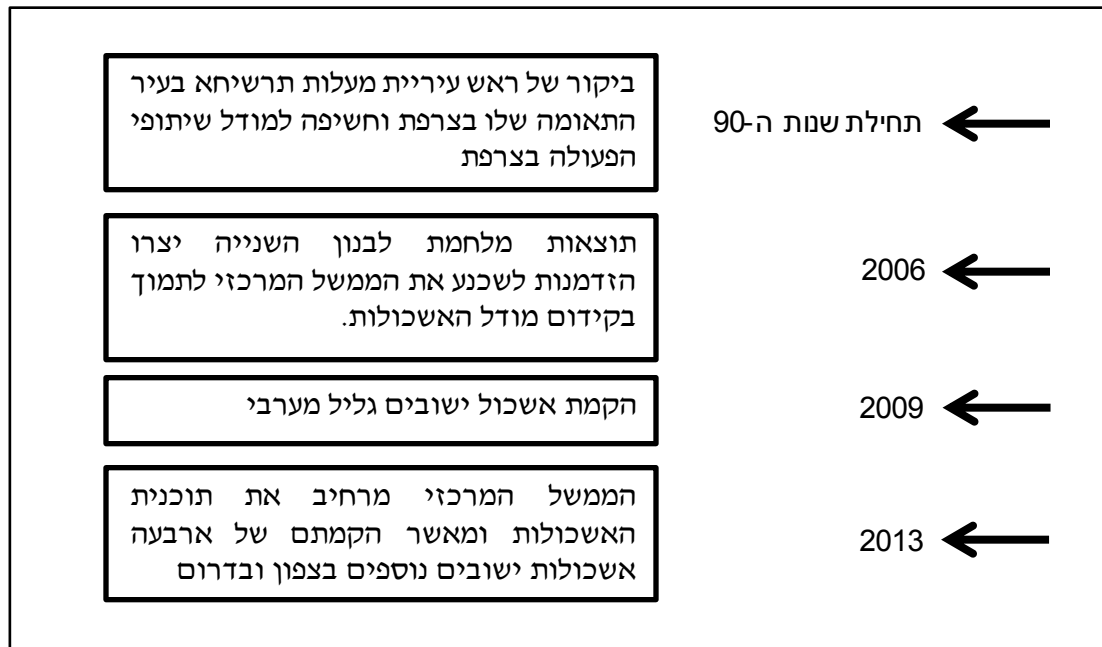 תחילת שנות ה-90
ביקור של ראש עיריית מעלות תרשיחא בעיר
התאומה שלו בצרפת וחשיפה למודל שיתופי
הפעולה בצרפת
2006
תוצאות מלחמת לבנון השנייה יצרו
הזדמנות לשכנע את הממשל המרכזי לתמוך
בקידום מודל האשכולות.
2009
הקמת אשכול ישובים גליל מערבי
2013
הממשל המרכזי מרחיב את תוכנית
האשכולות ומאשר הקמתם של ארבעה
אשכולות ישובים נוספים בצפון ובדרום